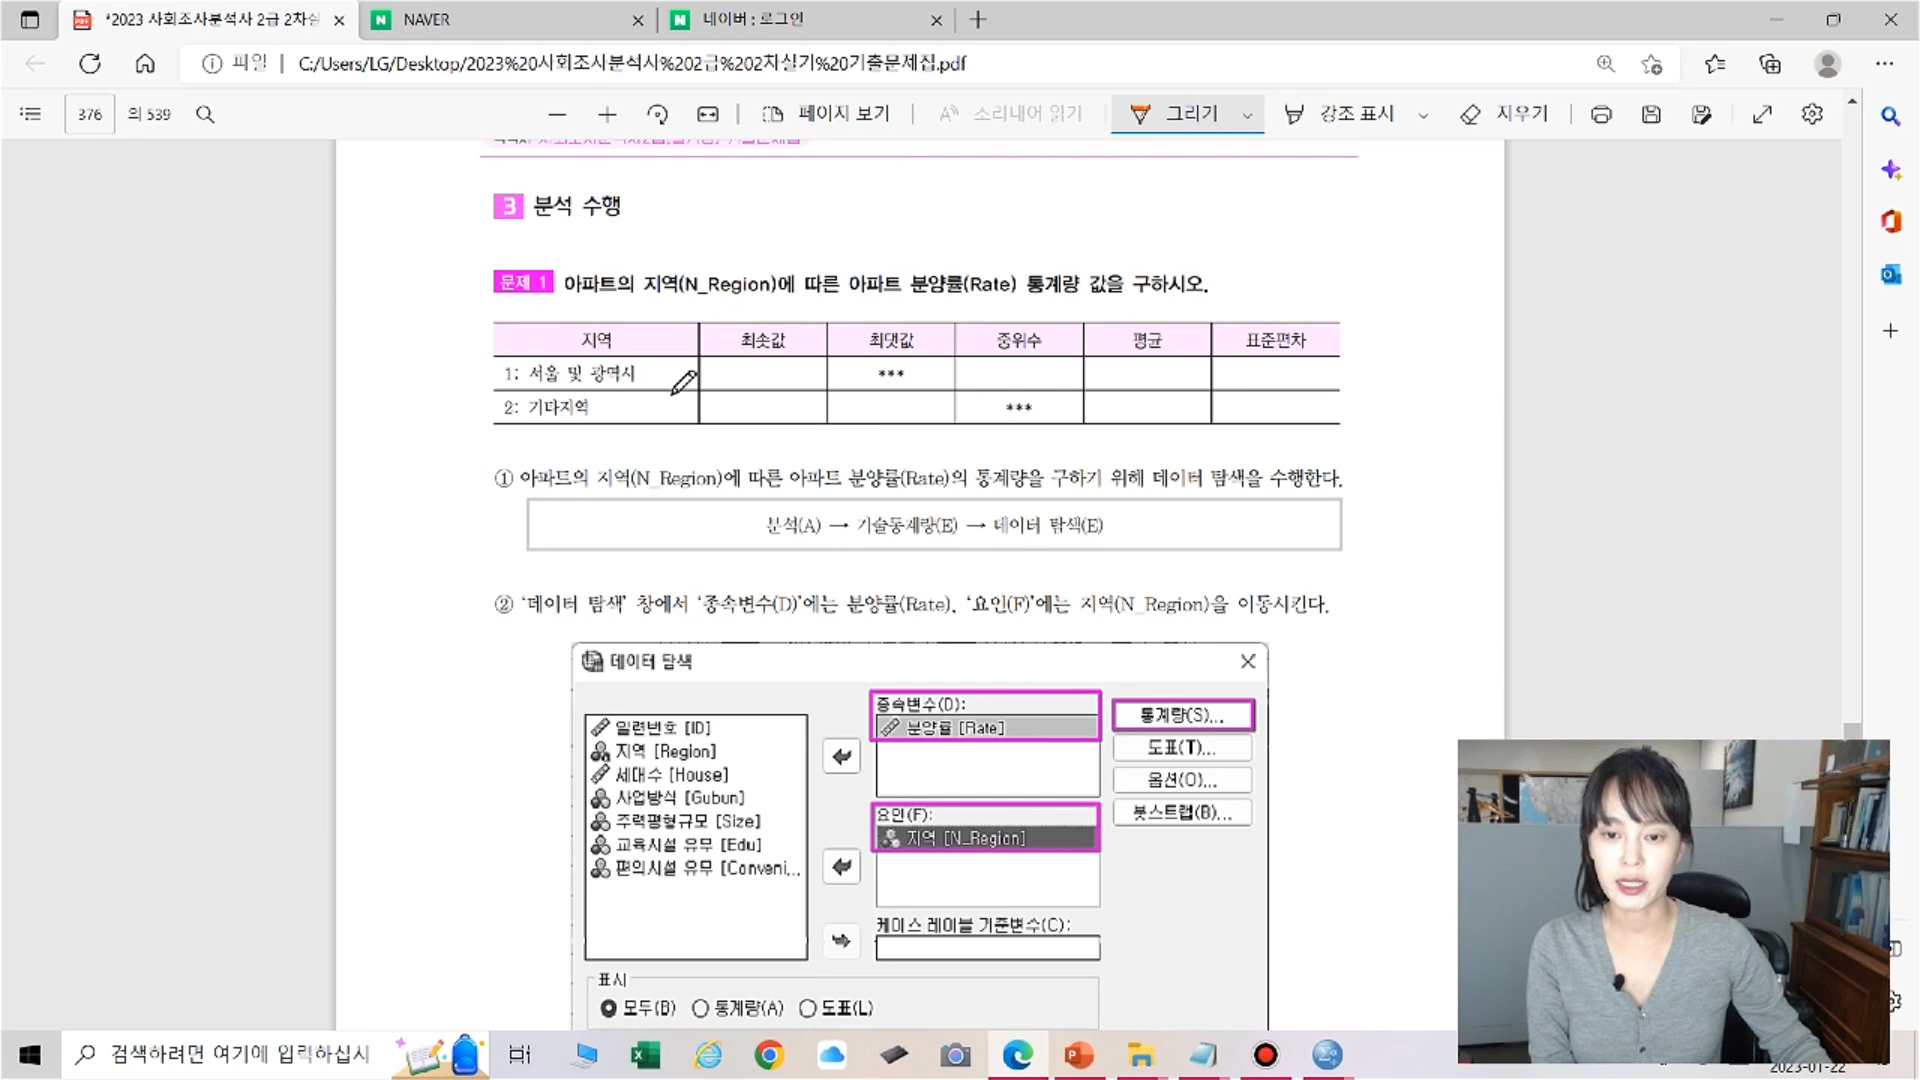 *2023 사회조사분석사 2급 2차실
NAVER
네이버 : 로그인
파일
C:/Users/LG/Desktop/2023%20사회조사분석사%202급%202차실기%20기출문제집.pdf
376
의 539
페이지 보기
소리내어 읽기
그리기
강조 표시
지우기
3 분석 수행
문제 1 아파트의 지역(N_Region)에 따른 아파트 분양률(Rate) 통계량 값을 구하시오.
지역 최솟값 최댓값 중위수 평균 표준편차
1: 서울 및 광역시 ***
2: 기타지역 ***
① 아파트의 지역(N_Region)에 따른 아파트 분양률(Rate)의 통계량을 구하기 위해 데이터 탐색을 수행한다.
분석(A) → 기술통계량(E) → 데이터 탐색(E)
② ‘데이터 탐색’ 창에서 ‘종속변수(D)’에는 분양률(Rate), ‘요인(F)’에는 지역(N_Region)을 이동시킨다.
데이터 탐색
일련번호 [ID]
지역 [Region]
세대수 [House]
사업방식 [Gubun]
주력평형규모 [Size]
교육시설 유무 [Edu]
편의시설 유무 [Conveni...
종속변수(D):
분양률 [Rate]
요인(F):
지역 [N_Region]
케이스 레이블 기준변수(C):
통계량(S)...
도표(T)...
옵션(O)...
붓스트랩(B)...
표시
모두(B) 통계량(A) 도표(L)
검색하려면 여기에 입력하십시
2023-01-22